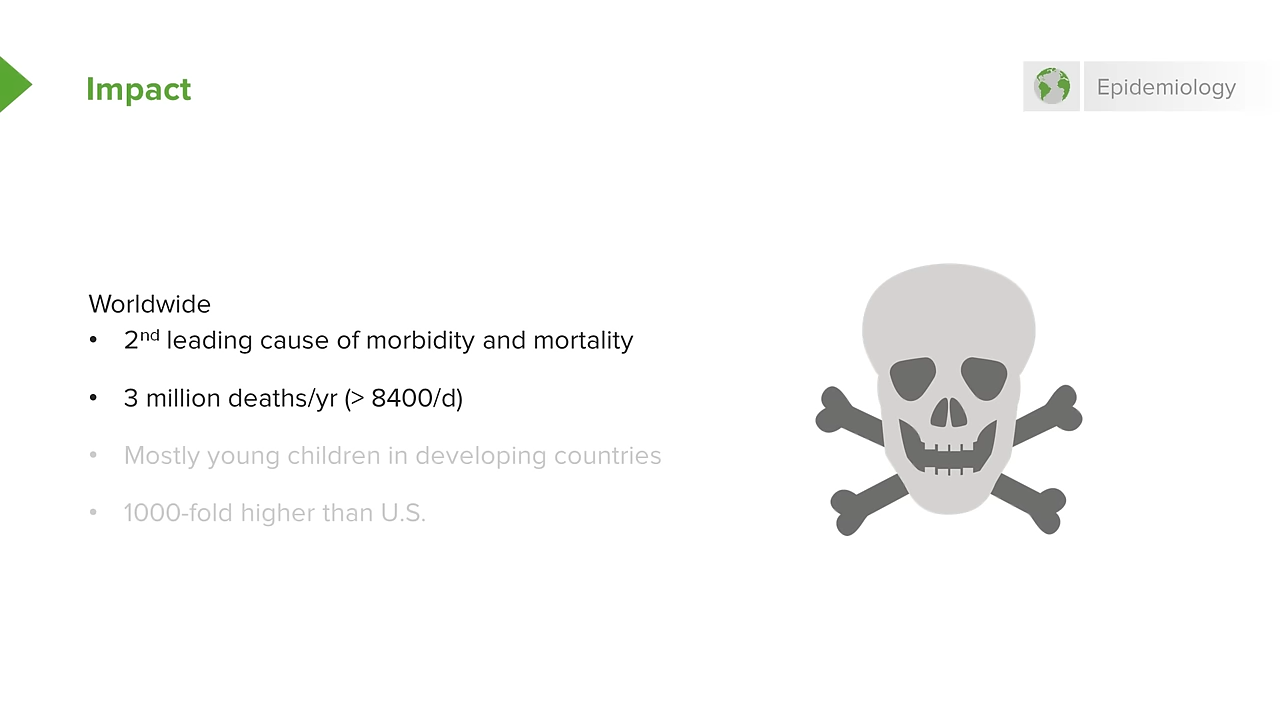 Impact
Epidemiology
Worldwide
• 2nd leading cause of morbidity and mortality
• 3 million deaths/yr (> 8400/d)
• Mostly young children in developing countries
• 1000-fold higher than U.S.